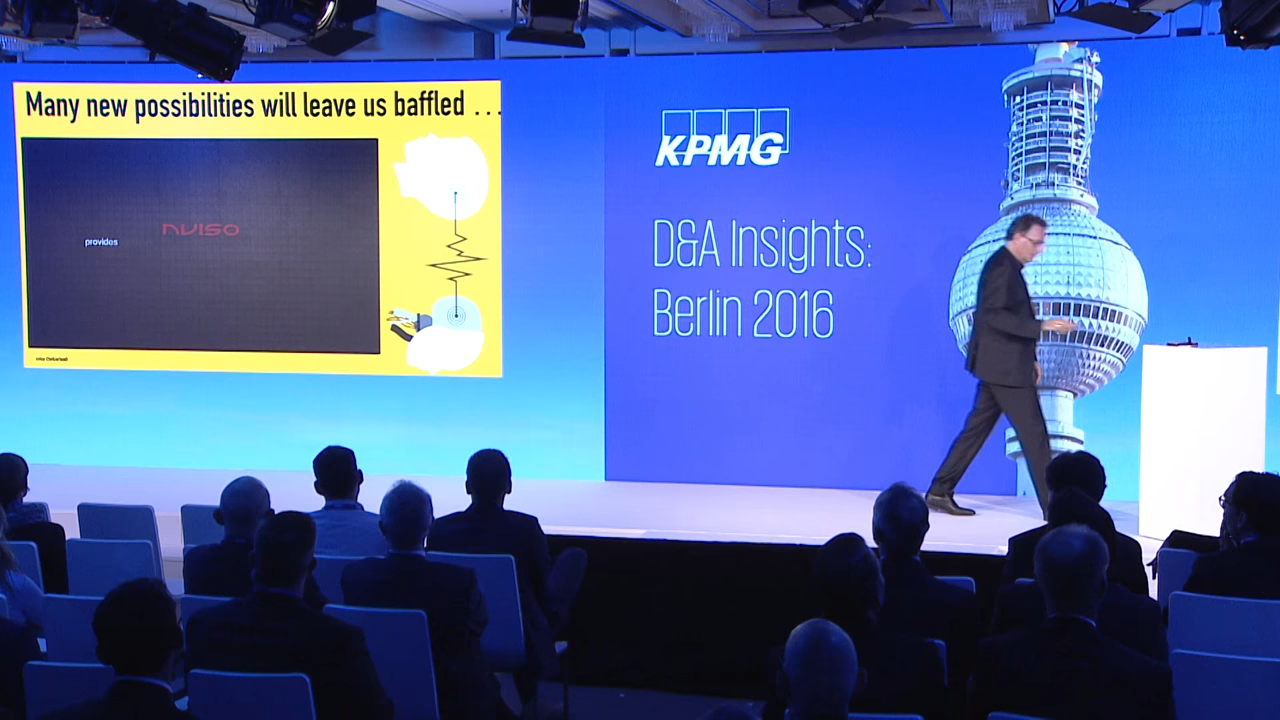 Many new possibilities will leave us baffled ...
provides
nviso
KPMG
D&A Insights:
Berlin 2016